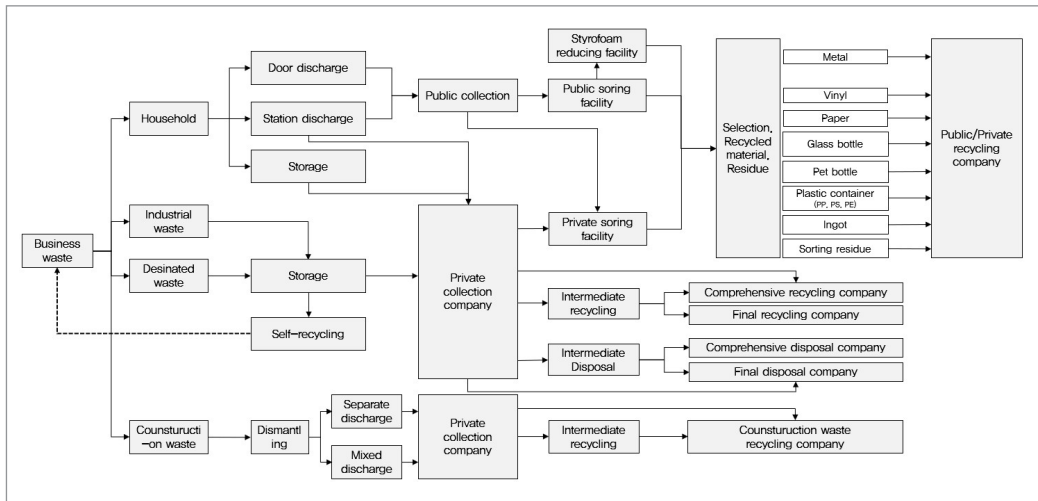 Styrofoam
reducing facility
Door discharge
Public collection
Public soring
facility
Household
Station discharge
Storage
Selection,
Recycled
material,
Residue
Metal
Vinyl
Paper
Glass bottle
Pet bottle
Plastic container
(PP, PS, PE)
Ingot
Sorting residue
Public/Private
recycling
company
Industrial
waste
Business
waste
Desinated
waste
Storage
Self-recycling
Private
collection
company
Private soring
facility
Intermediate
recycling
Comprehensive recycling company
Final recycling company
Intermediate
Disposal
Comprehensive disposal company
Final disposal company
Counsturucti
-on waste
Dismant
ling
Separate
discharge
Mixed
discharge
Private
collection
company
Intermediate
recycling
Counsturuction waste
recycling company